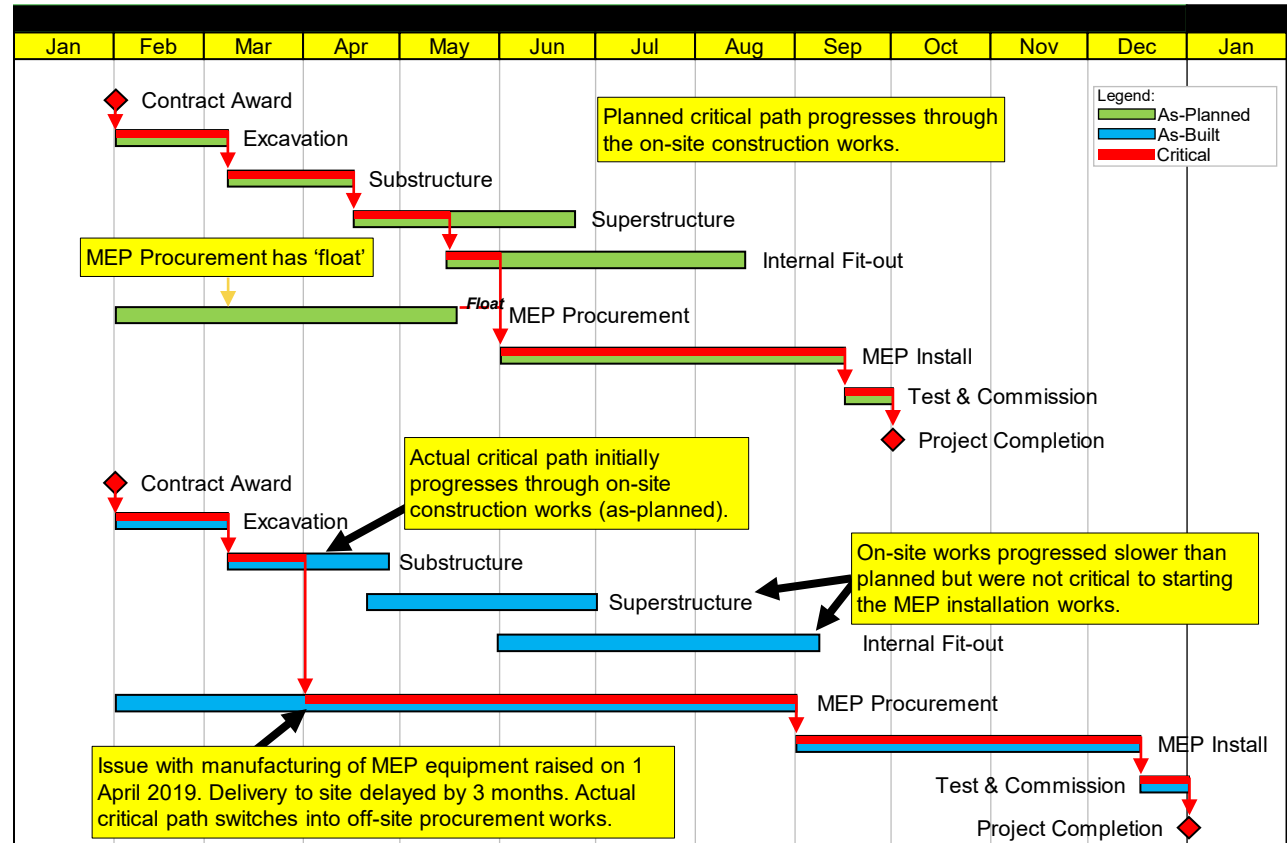 Jan Feb Mar Apr May Jun Jul Aug Sep Oct Nov Dec Jan
Contract Award
Planned critical path progresses through
the on-site construction works.
Legend:
As-Planned
As-Built
Critical
Excavation
Substructure
Superstructure
MEP Procurement has ‘float’
Internal Fit-out
Float
MEP Procurement
MEP Install
Test & Commission
Project Completion
Actual critical path initially
progresses through on-site
construction works (as-planned).
Contract Award
Excavation
Substructure
On-site works progressed slower than
planned but were not critical to starting
the MEP installation works.
Superstructure
Internal Fit-out
MEP Procurement
MEP Install
Issue with manufacturing of MEP equipment raised on 1
April 2019. Delivery to site delayed by 3 months. Actual
critical path switches into off-site procurement works.
Test & Commission
Project Completion